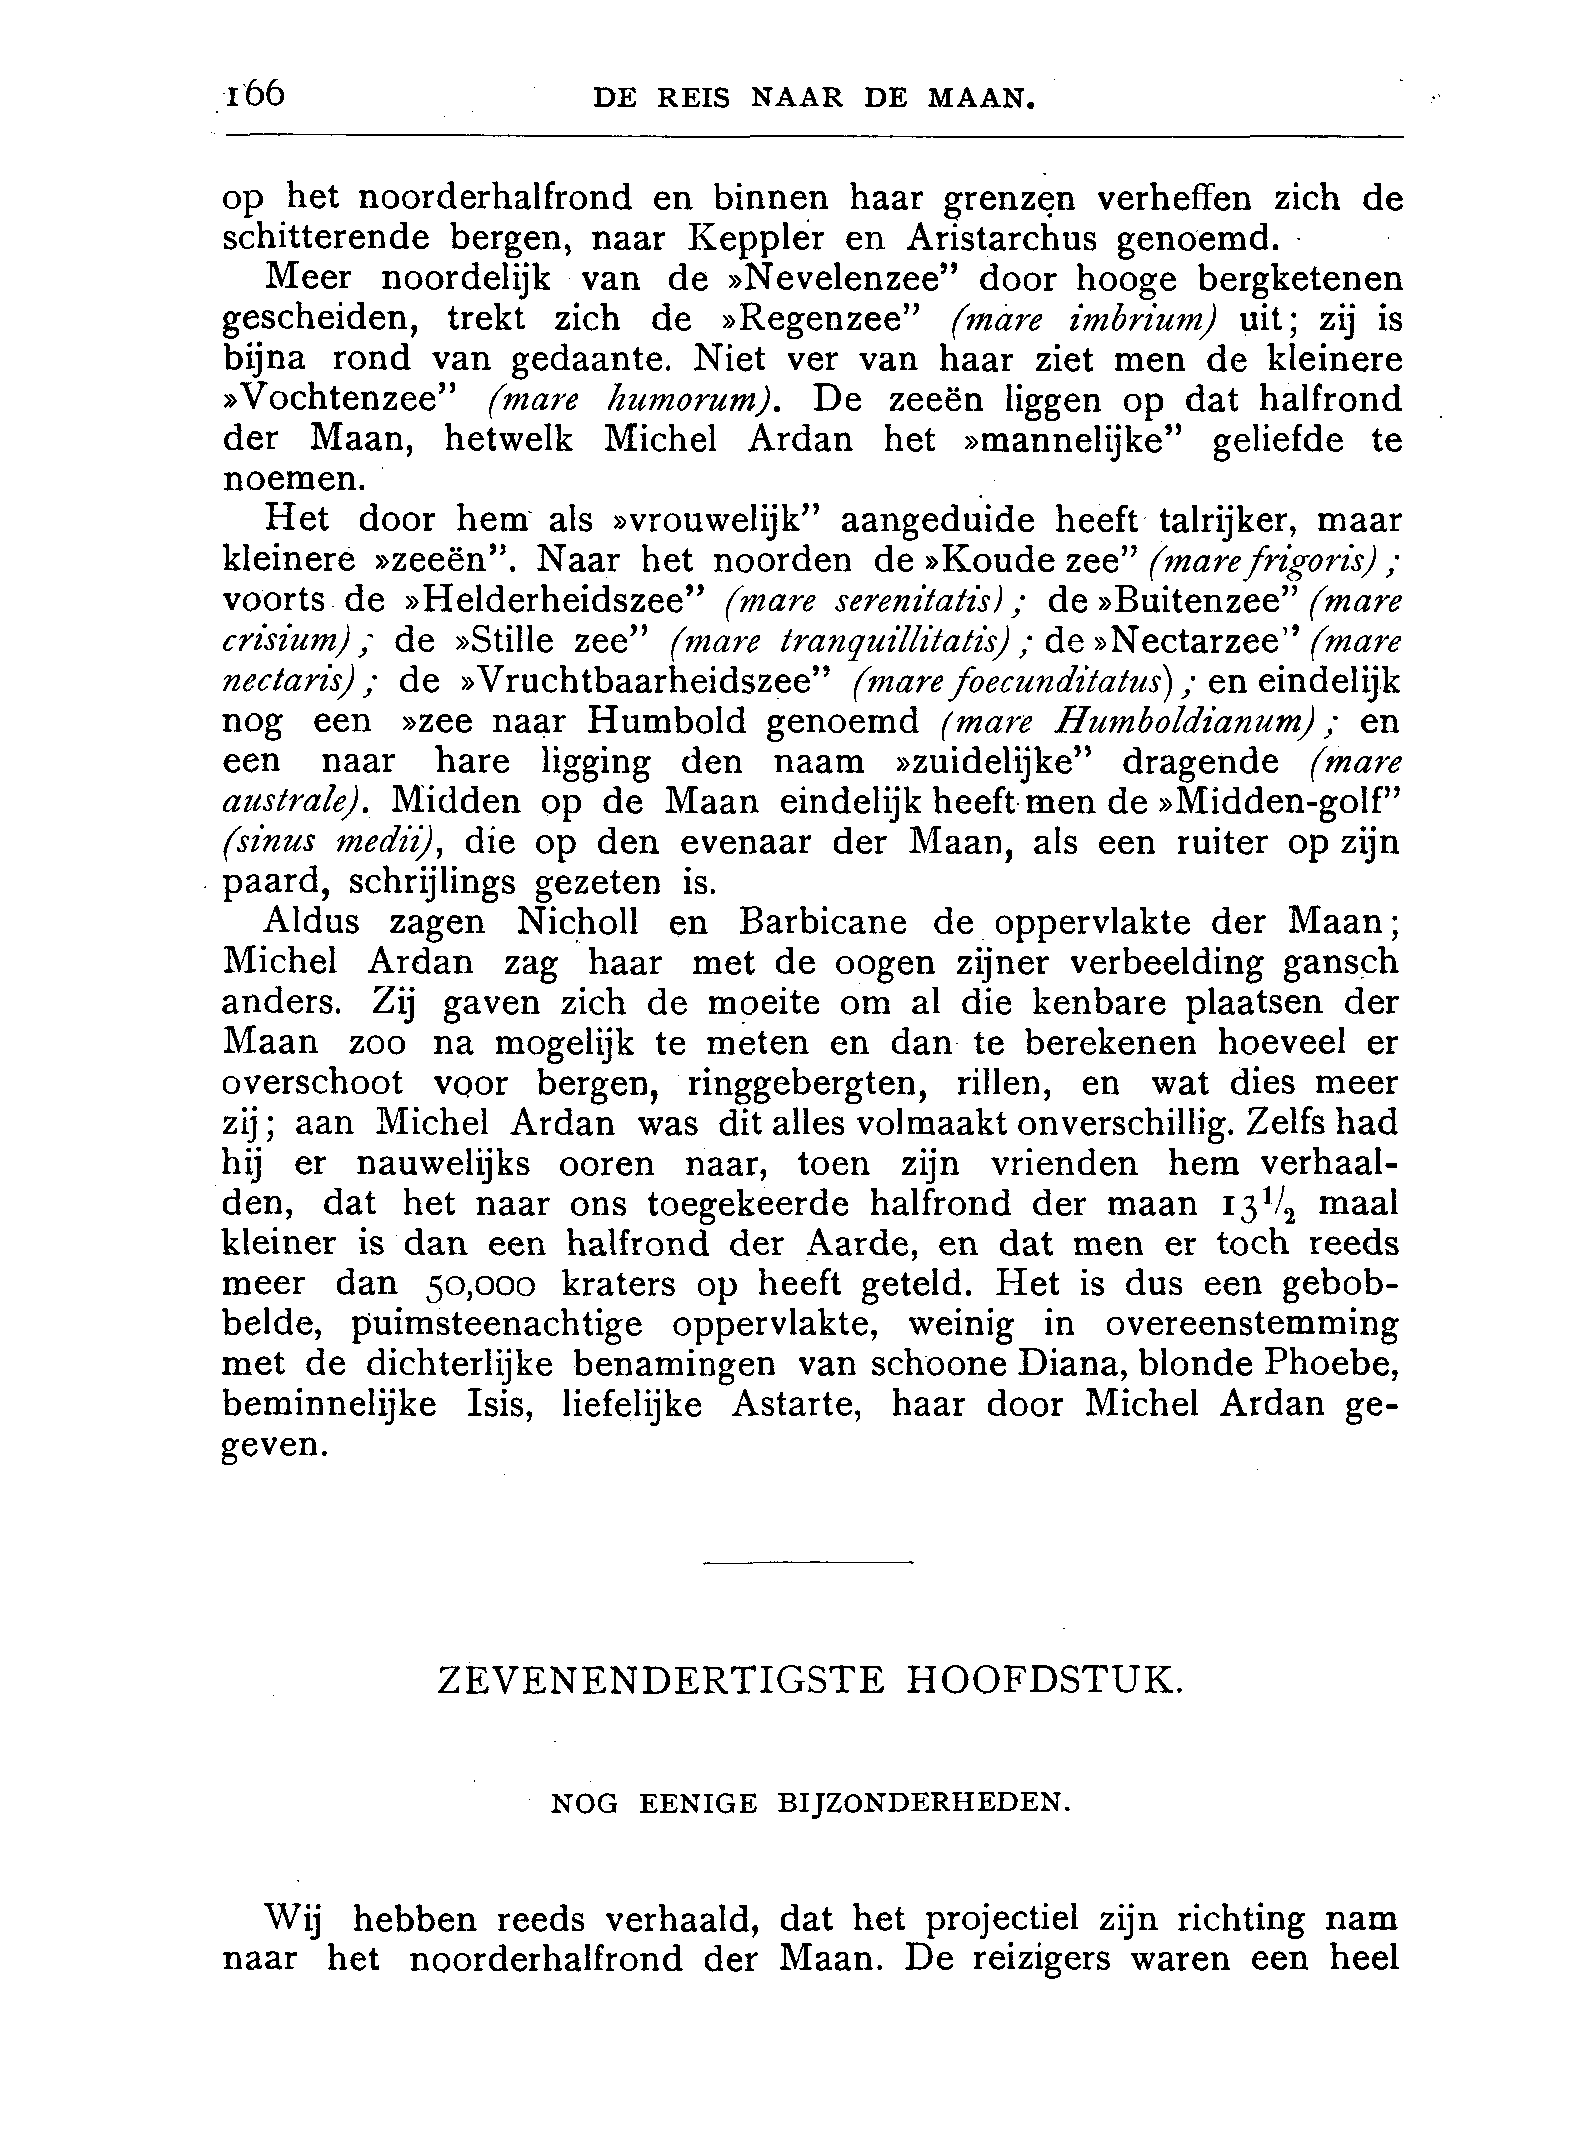 166 DE REIS NAAR DE MAAN.
op het noorderhalfrond en binnen haar grenzen verheffen zich de
schitterende bergen, naar Keppler en Aristarchus genoemd.
Meer noordelijk van de »Nevelenzee” door hooge bergketenen
gescheiden, trekt zich de »Regenzee” (mare imbrium) uit; zij is
bijna rond van gedaante. Niet ver van haar ziet men de kleinere
»Vochtenzee” (mare humorum). De zeeën liggen op dat halfrond
der Maan, hetwelk Michel Ardan het »mannelijke” geliefde te
noemen.
Het door hem als »vrouwelijk” aangeduide heeft talrijker, maar
kleinere »zeeën”. Naar het noorden de »Koude zee” (mare frigoris);
voorts de »Helderheidszee” (mare serenitatis); de »Buitenzee” (mare
crisium); de »Stille zee” (mare tranquillitatis); de »Nectarzee” (mare
nectaris); de »Vruchtbaarheidszee” (mare foecunditatus); en eindelijk
nog een »zee naar Humbold genoemd (mare Humboldianum); en
een naar hare ligging den naam »zuidelijke” dragende (mare
australe). Midden op de Maan eindelijk heeft men de »Midden-golf”
(sinus medii), die op den evenaar der Maan, als een ruiter op zijn
paard, schrijlings gezeten is.
Aldus zagen Nicholl en Barbicane de oppervlakte der Maan;
Michel Ardan zag haar met de oogen zijner verbeelding gansch
anders. Zij gaven zich de moeite om al die kenbare plaatsen der
Maan zoo na mogelijk te meten en dan te berekenen hoeveel er
overschoot voor bergen, ringgebergten, rillen, en wat dies meer
zij; aan Michel Ardan was dit alles volmaakt onverschillig. Zelfs had
hij er nauwelijks ooren naar, toen zijn vrienden hem verhaal-
den, dat het naar ons toegekeerde halfrond der maan 13½ maal
kleiner is dan een halfrond der Aarde, en dat men er toch reeds
meer dan 50,000 kraters op heeft geteld. Het is dus een gebob-
belde, puimsteenachtige oppervlakte, weinig in overeenstemming
met de dichterlijke benamingen van schoone Diana, blonde Phoebe,
beminnelijke Isis, liefelijke Astarte, haar door Michel Ardan ge-
geven.
ZEVENENDERTIGSTE HOOFDSTUK.
NOG EENIGE BIJZONDERHEDEN.
Wij hebben reeds verhaald, dat het projectiel zijn richting nam
naar het noorderhalfrond der Maan. De reizigers waren een heel